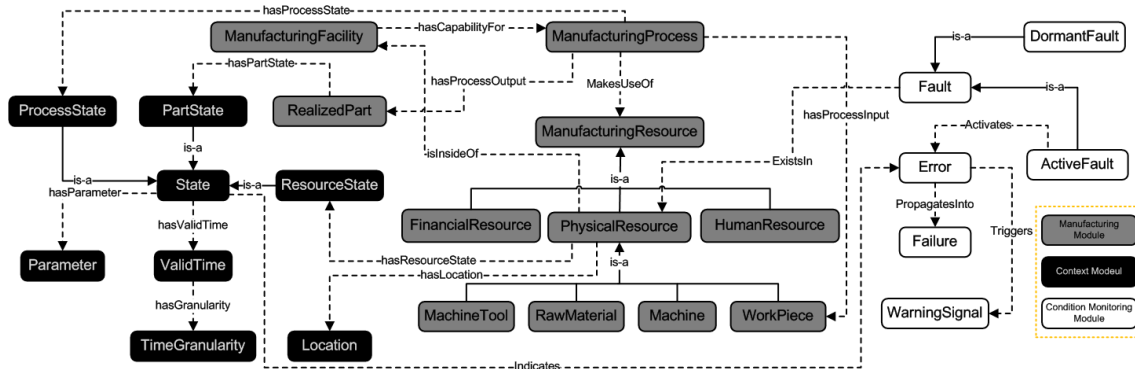 hasProcessState
ManufacturingFacility
hasCapabilityFor
ManufacturingProcess
is-a
DormantFault
hasPartState
hasProcessOutput
MakesUseOf
Fault
is-a
ProcessState
PartState
RealizedPart
hasProcessInput
ManufacturingResource
Activates
is-a
isInsideOf
ExistsIn
Error
ActiveFault
is-a
State
is-a
ResourceState
is-a
hasParameter
PropagatesInto
hasValidTime
FinancialResource
PhysicalResource
HumanResource
Failure
Triggers
Manufacturing
Module
Parameter
ValidTime
hasResourceState
hasLocation
is-a
Context Modeul
hasGranularity
MachineTool
RawMaterial
Machine
WorkPiece
WarningSignal
Condition Monitoring
Module
TimeGranularity
Location
Indicates